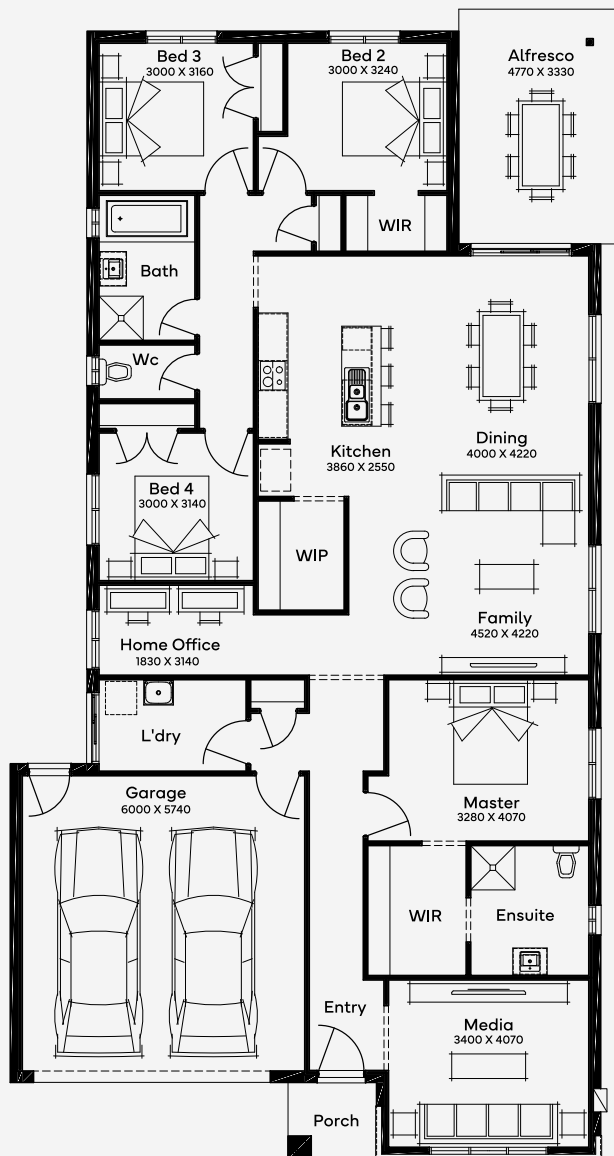 Bed 3
3000 X 3160
Bed 2
3000 X 3240
Alfresco
4770 X 3330
WIR
Bath
Wc
Kitchen
3860 X 2550
Dining
4000 X 4220
Bed 4
3000 X 3140
WIP
Home Office
1830 X 3140
Family
4520 X 4220
L'dry
Garage
6000 X 5740
Master
3280 X 4070
WIR
Ensuite
Entry
Media
3400 X 4070
Porch